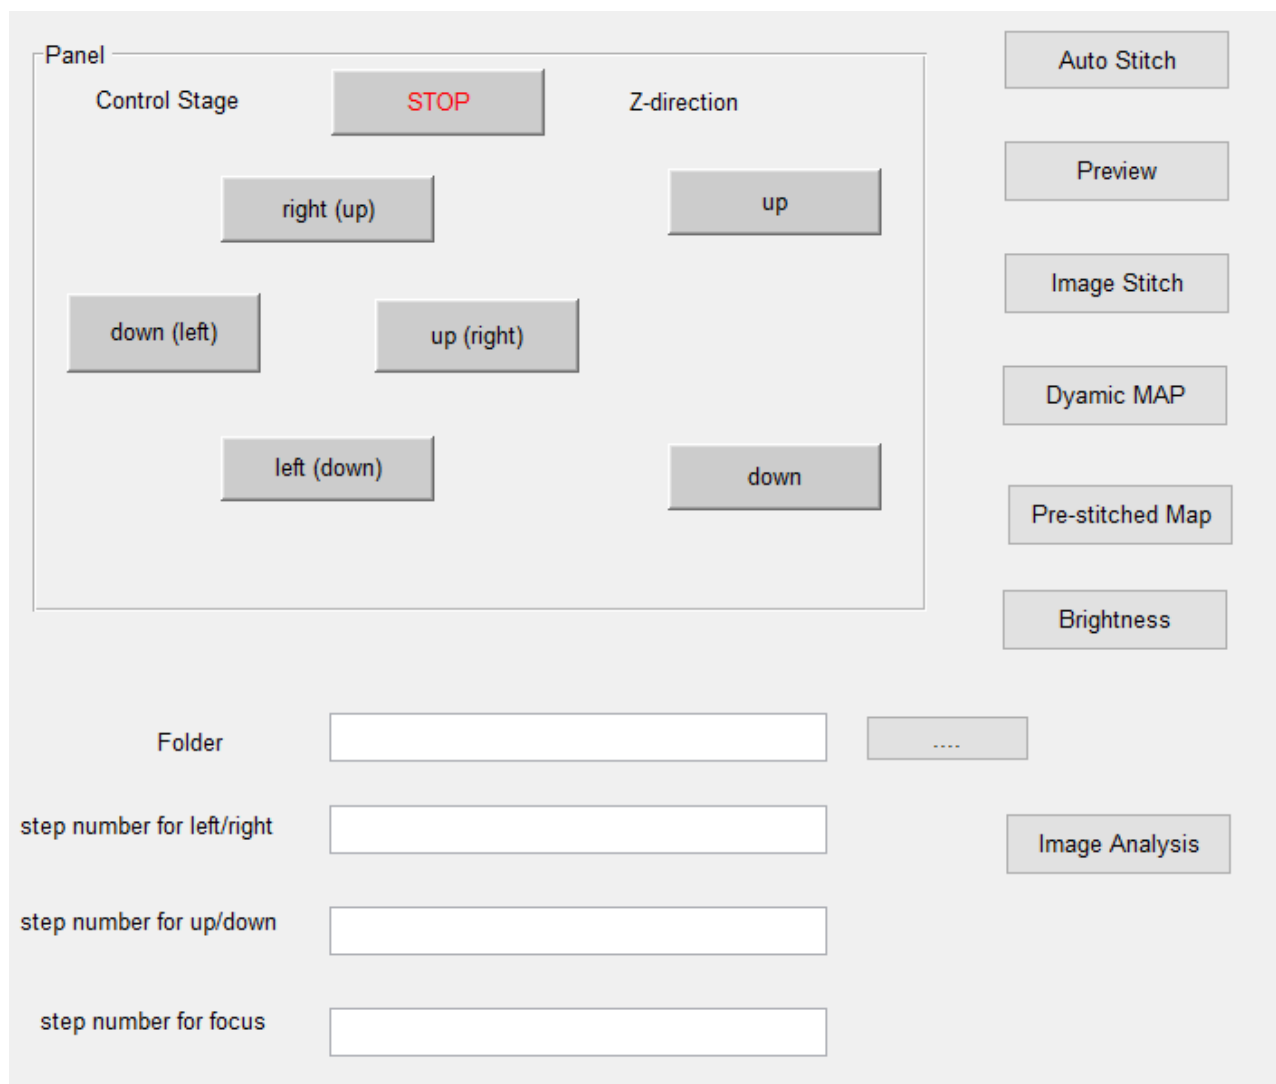 Panel
Control Stage
STOP
Z-direction
right (up)
up
down (left)
up (right)
left (down)
down
Auto Stitch
Preview
Image Stitch
Dyamic MAP
Pre-stitched Map
Brightness
Folder
....
step number for left/right
Image Analysis
step number for up/down
step number for focus